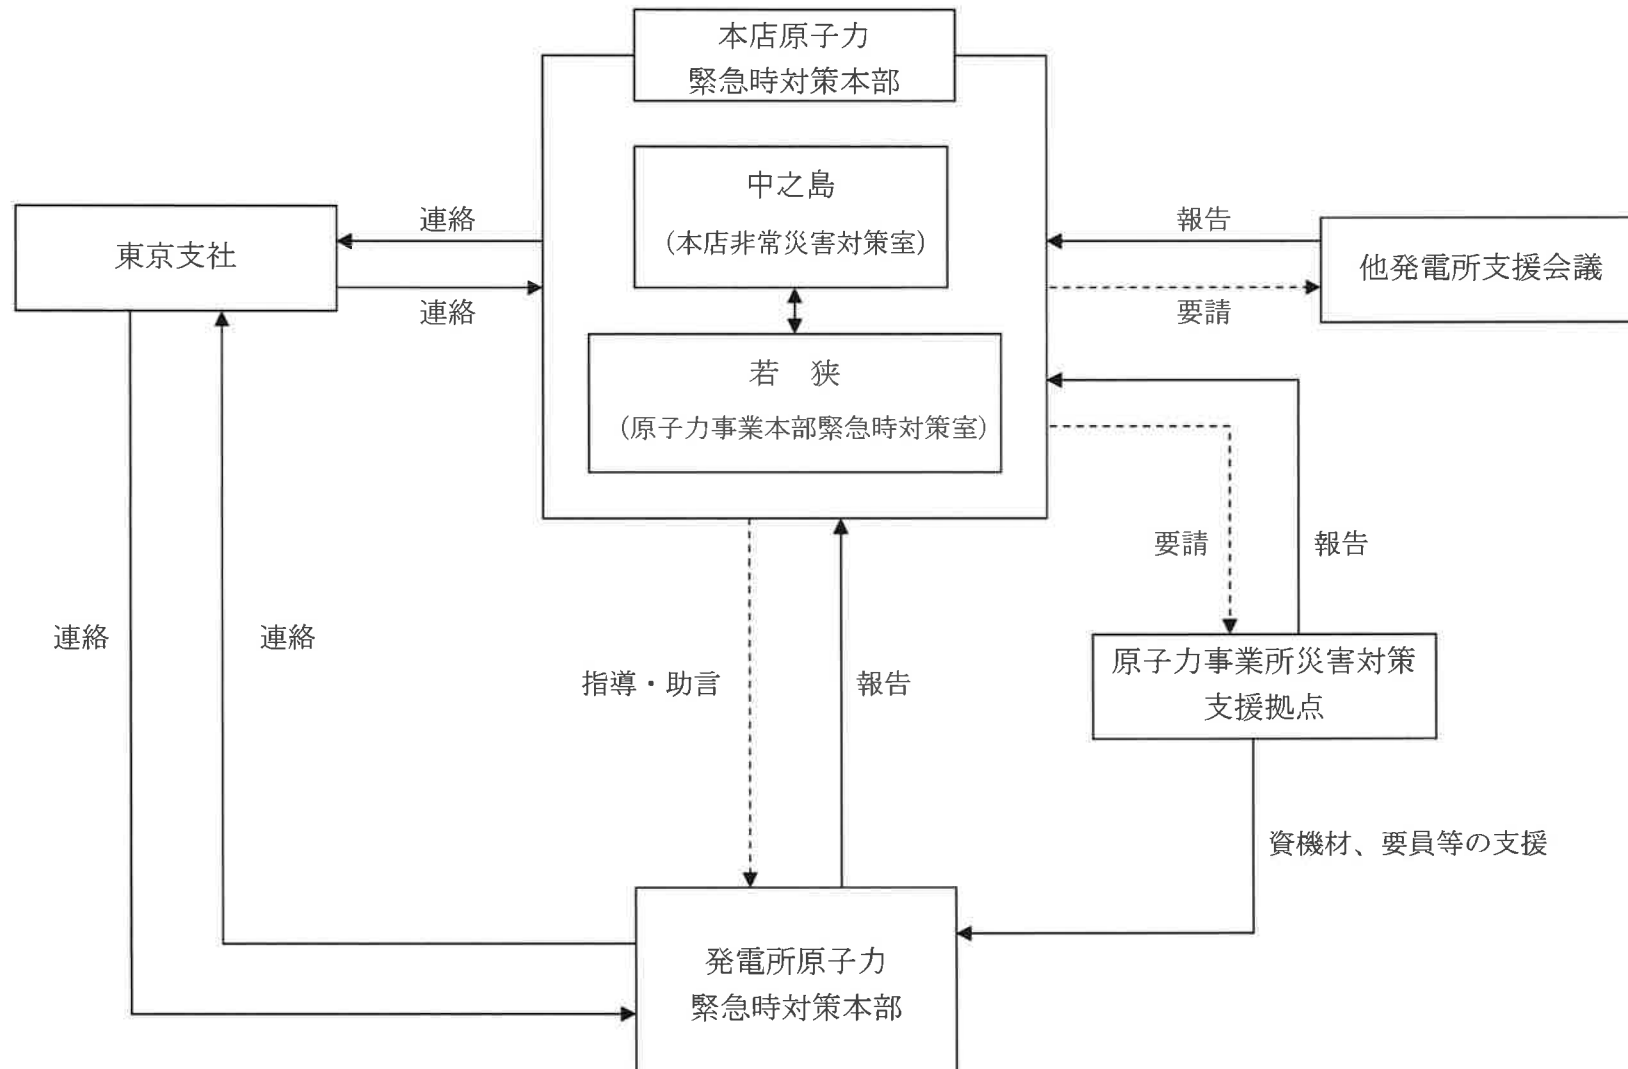 本店原子力
緊急時対策本部
中之島
(本店非常災害対策室)
若　狭
(原子力事業本部緊急時対策室)
東京支社
連絡
連絡
報告
要請
他発電所支援会議
要請
報告
連絡
連絡
指導・助言
報告
原子力事業所災害対策
支援拠点
資機材、要員等の支援
発電所原子力
緊急時対策本部